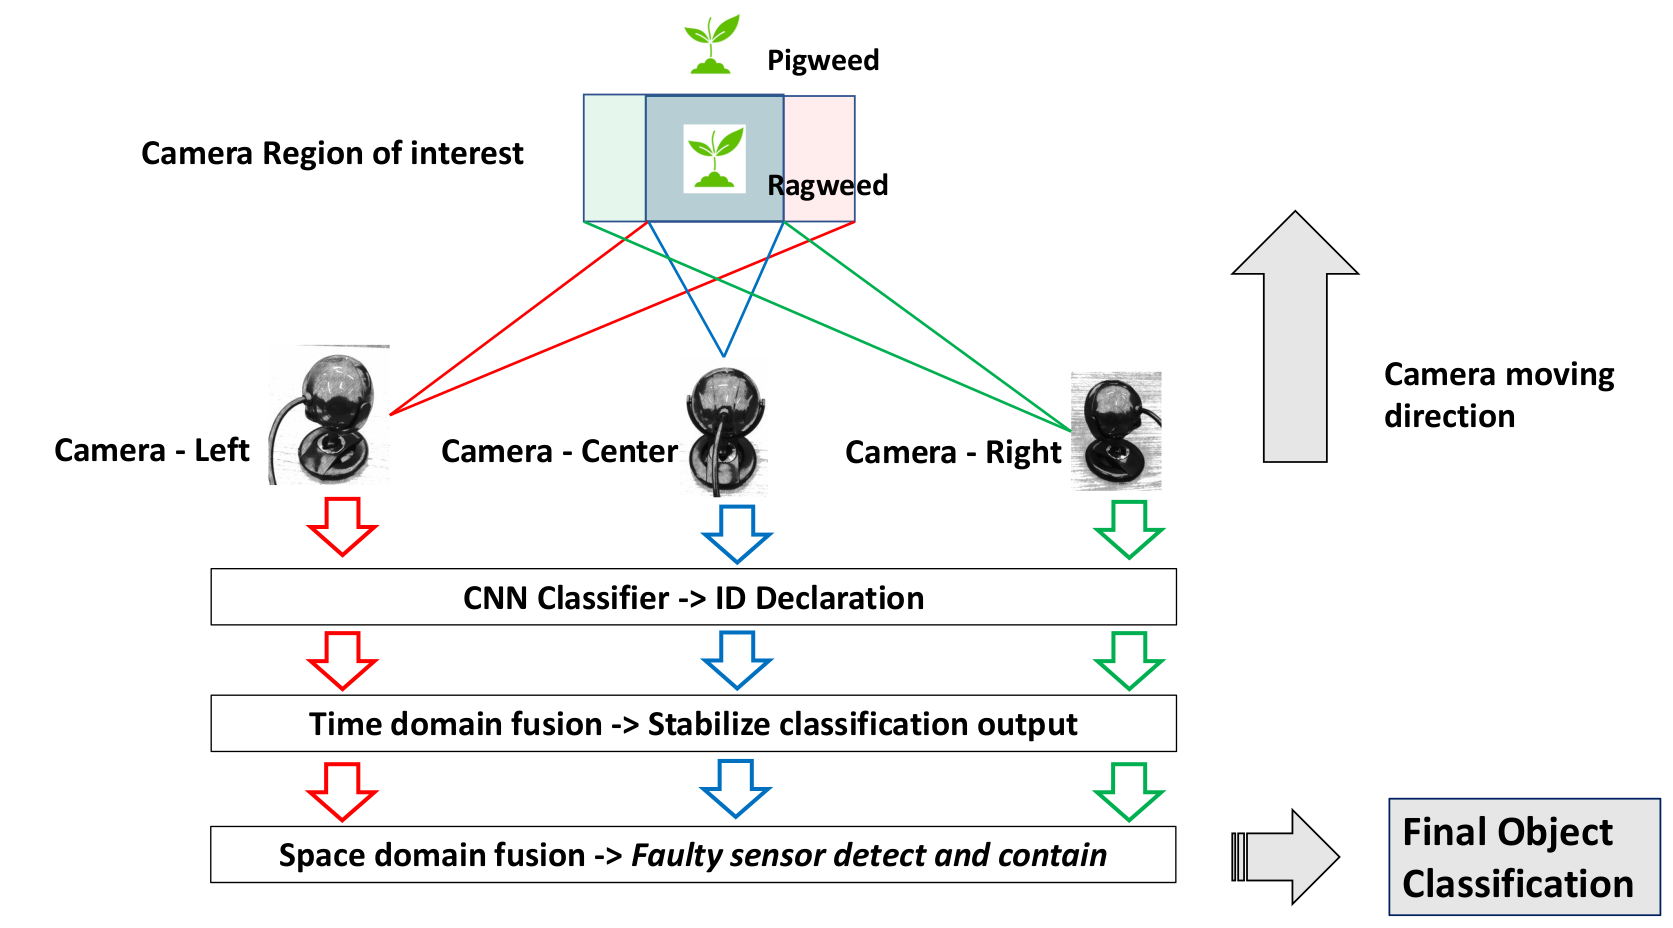 Pigweed
Camera Region of interest
Ragweed
Camera moving
direction
Camera - Left
Camera - Center
Camera - Right
CNN Classifier -> ID Declaration
Time domain fusion -> Stabilize classification output
Space domain fusion -> Faulty sensor detect and contain
Final Object
Classification